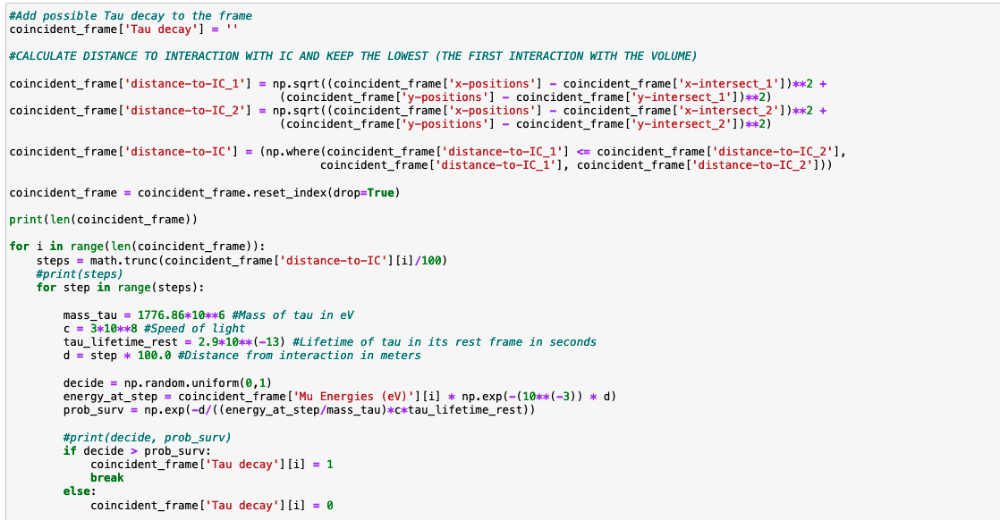 #Add possible Tau decay to the frame
coincident_frame['Tau decay'] = ''

#CALCULATE DISTANCE TO INTERACTION WITH IC AND KEEP THE LOWEST (THE FIRST INTERACTION WITH THE VOLUME)

coincident_frame['distance-to-IC_1'] = np.sqrt((coincident_frame['x-positions'] - coincident_frame['x-intersect_1'])**2 +
                                        (coincident_frame['y-positions'] - coincident_frame['y-intersect_1'])**2)
coincident_frame['distance-to-IC_2'] = np.sqrt((coincident_frame['x-positions'] - coincident_frame['x-intersect_2'])**2 +
                                        (coincident_frame['y-positions'] - coincident_frame['y-intersect_2'])**2)

coincident_frame['distance-to-IC'] = (np.where(coincident_frame['distance-to-IC_1'] <= coincident_frame['distance-to-IC_2'],
                                              coincident_frame['distance-to-IC_1'], coincident_frame['distance-to-IC_2']))

coincident_frame = coincident_frame.reset_index(drop=True)

print(len(coincident_frame))

for i in range(len(coincident_frame)):
    steps = math.trunc(coincident_frame['distance-to-IC'][i]/100)
    #print(steps)
    for step in range(steps):

        mass_tau = 1776.86*10**6 #Mass of tau in eV
        c = 3*10**8 #Speed of light
        tau_lifetime_rest = 2.9*10**(-13) #Lifetime of tau in its rest frame in seconds
        d = step * 100.0 #Distance from interaction in meters

        decide = np.random.uniform(0,1)
        energy_at_step = coincident_frame['Mu Energies (eV)'][i] * np.exp(-(10**(-3)) * d)
        prob_surv = np.exp(-d/((energy_at_step/mass_tau)*c*tau_lifetime_rest))

        #print(decide, prob_surv)
        if decide > prob_surv:
            coincident_frame['Tau decay'][i] = 1
            break
        else:
            coincident_frame['Tau decay'][i] = 0